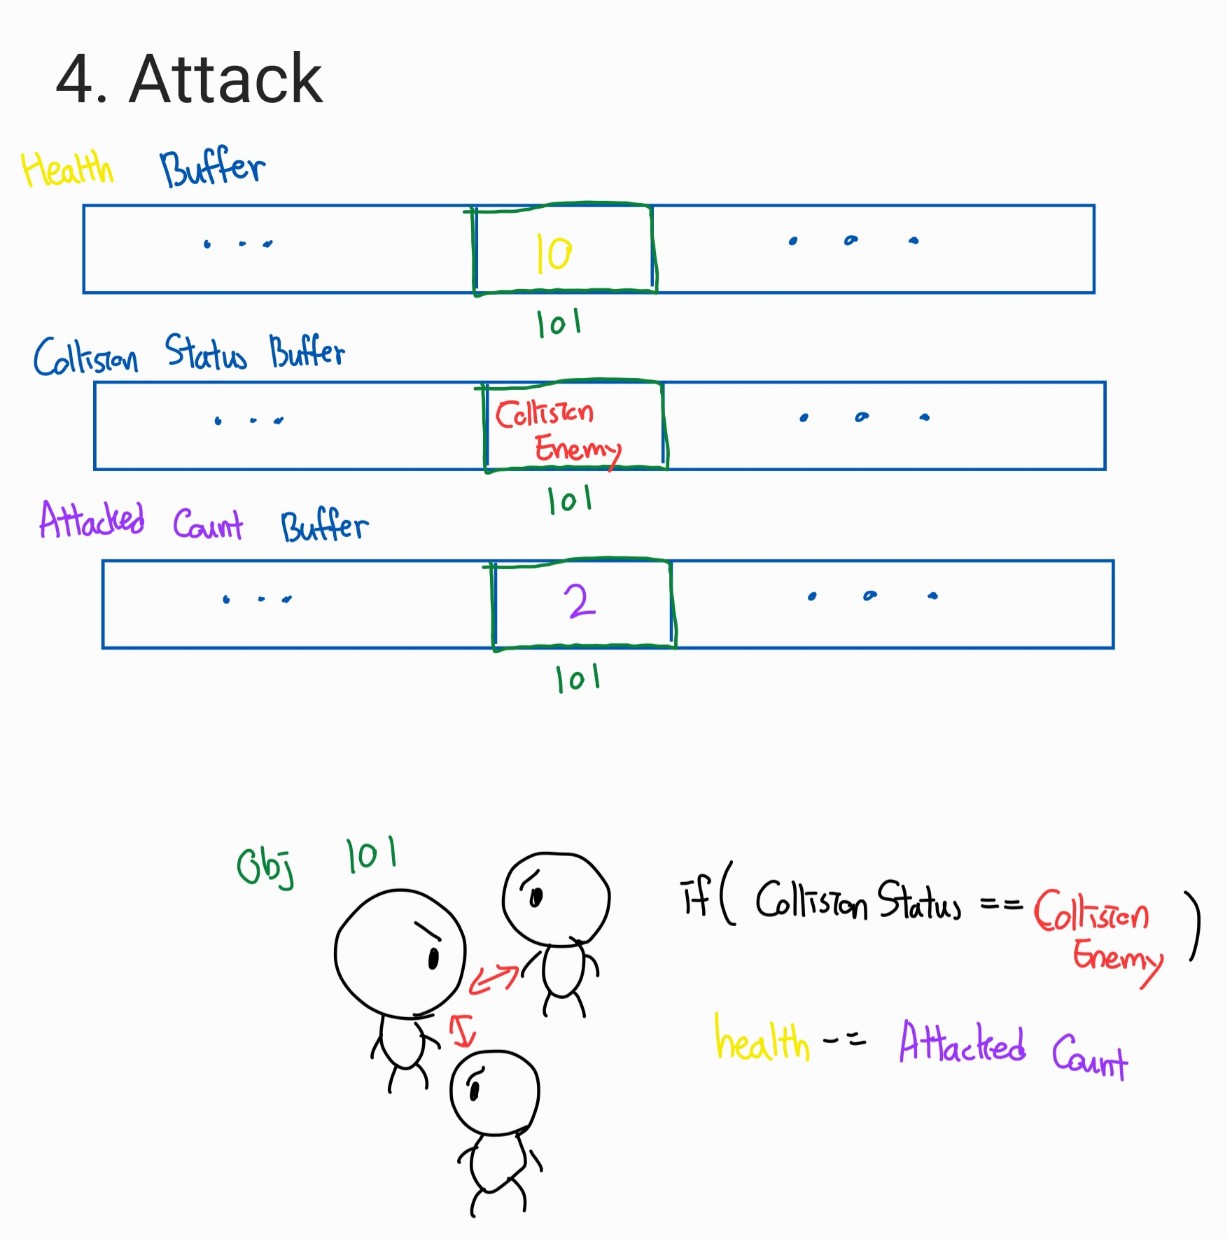 4. Attack
Health Buffer
... 10 ...
101
Collision Status Buffer
... Collision ...
Enemy
101
Attacked Count Buffer
... 2 ...
101
Obj 101
if ( Collision Status == Collision )
Enemy
health -= Attacked Count